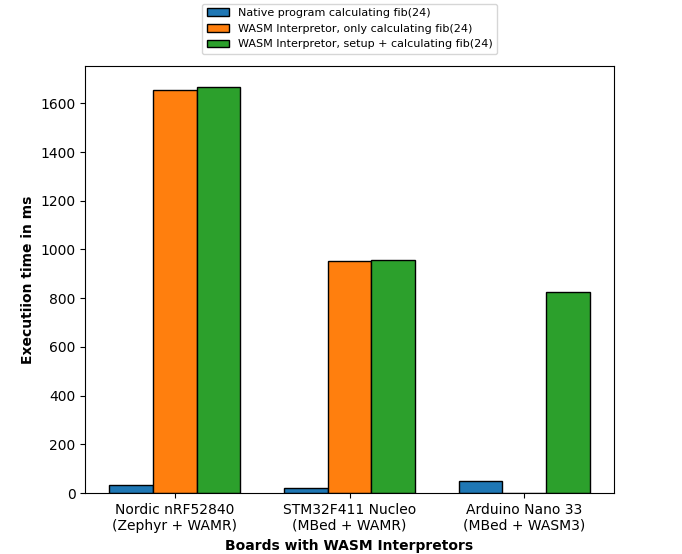 Native program calculating fib(24)
WASM Interpretor, only calculating fib(24)
WASM Interpretor, setup + calculating fib(24)
Executiion time in ms
1600
1400
1200
1000
800
600
400
200
0
Nordic nRF52840
(Zephyr + WAMR)
STM32F411 Nucleo
(MBed + WAMR)
Arduino Nano 33
(MBed + WASM3)
Boards with WASM Interpretors